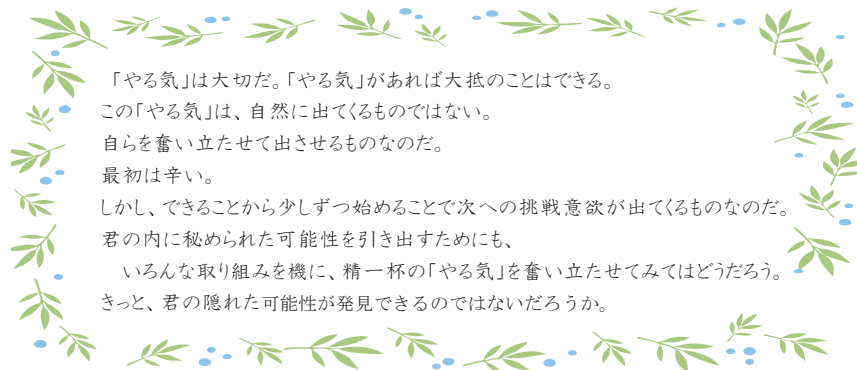 「やる気」は大切だ。「やる気」があれば大抵のことはできる。
この「やる気」は、自然に出てくるものではない。
自らを奮い立たせて出させるものなのだ。
最初は辛い。
しかし、できることから少しずつ始めることで次への挑戦意欲が出てくるものなのだ。
君の内に秘められた可能性を引き出すためにも、
いろんな取り組みを機に、精一杯の「やる気」を奮い立たせてみてはどうだろう。
きっと、君の隠れた可能性が発見できるのではないだろうか。